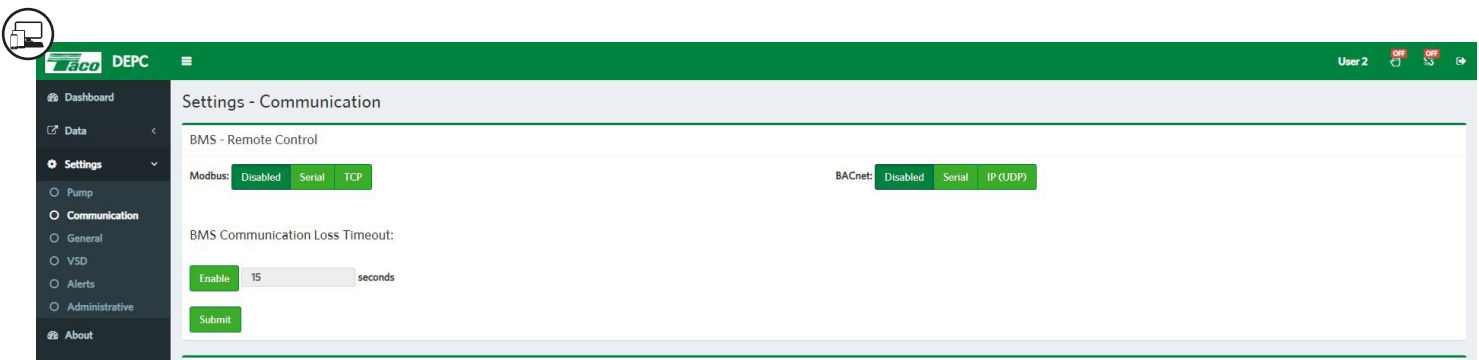 Taco DEPC
User 2 OFF OFF
Dashboard
Data
Settings
Pump
Communication
General
VSD
Alerts
Administrative
About
Settings - Communication
BMS - Remote Control
Modbus: Disabled Serial TCP
BACnet: Disabled Serial IP (UDP)
BMS Communication Loss Timeout:
Enable 15 seconds
Submit